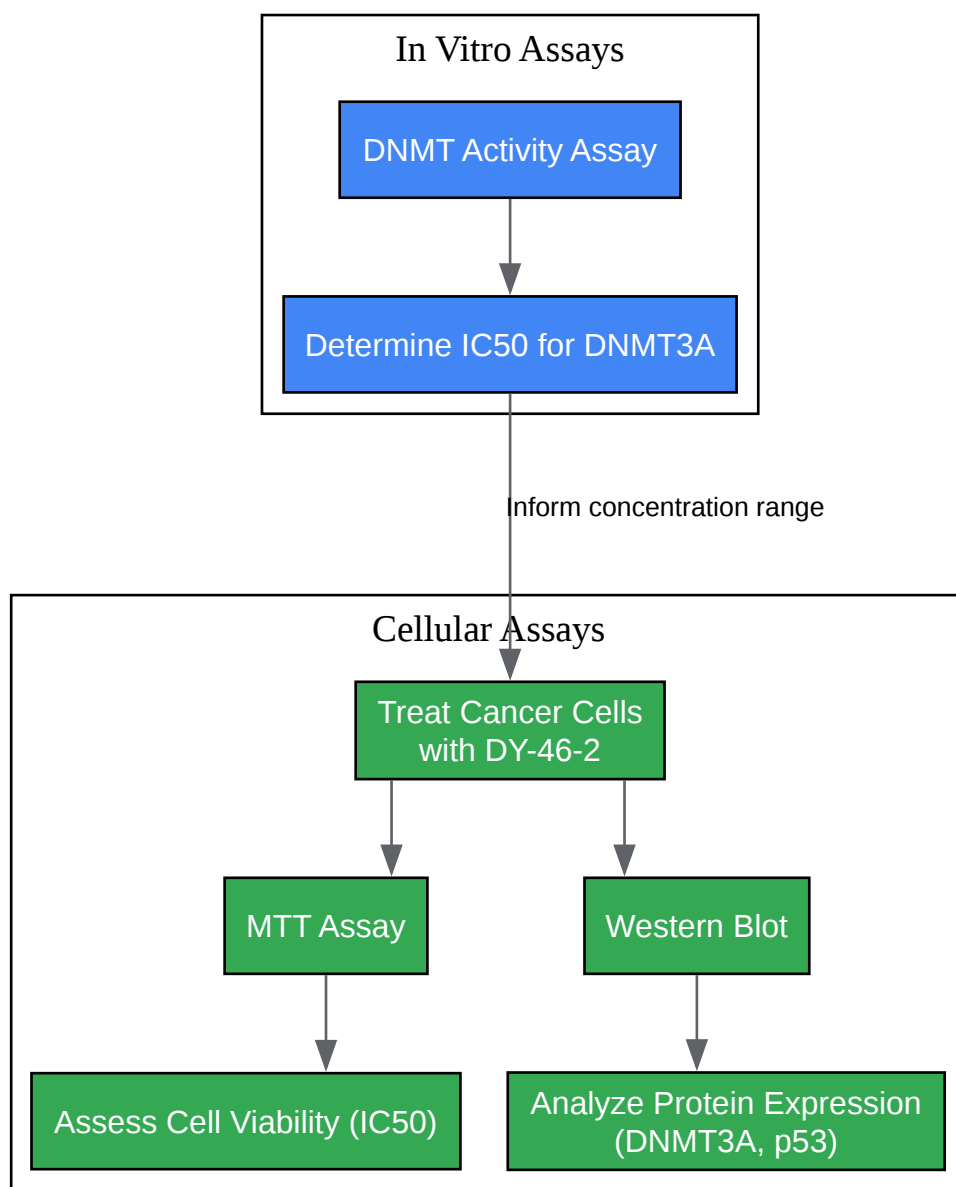 In Vitro Assays
DNMT Activity Assay
Determine IC50 for DNMT3A
Inform concentration range
Cellular Assays
Treat Cancer Cells
with DY-46-2
MTT Assay
Western Blot
Assess Cell Viability (IC50)
Analyze Protein Expression
(DNMT3A, p53)